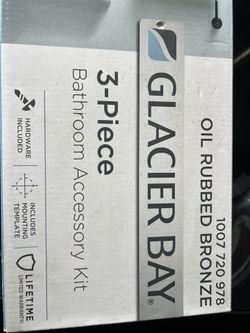 1007 720 978
OIL RUBBED BRONZE
GLACIER BAY®
3-Piece
Bathroom Accessory Kit
HARDWARE
INCLUDED
INCLUDES
MOUNTING
TEMPLATE
LIFETIME
LIMITED WARRANTY